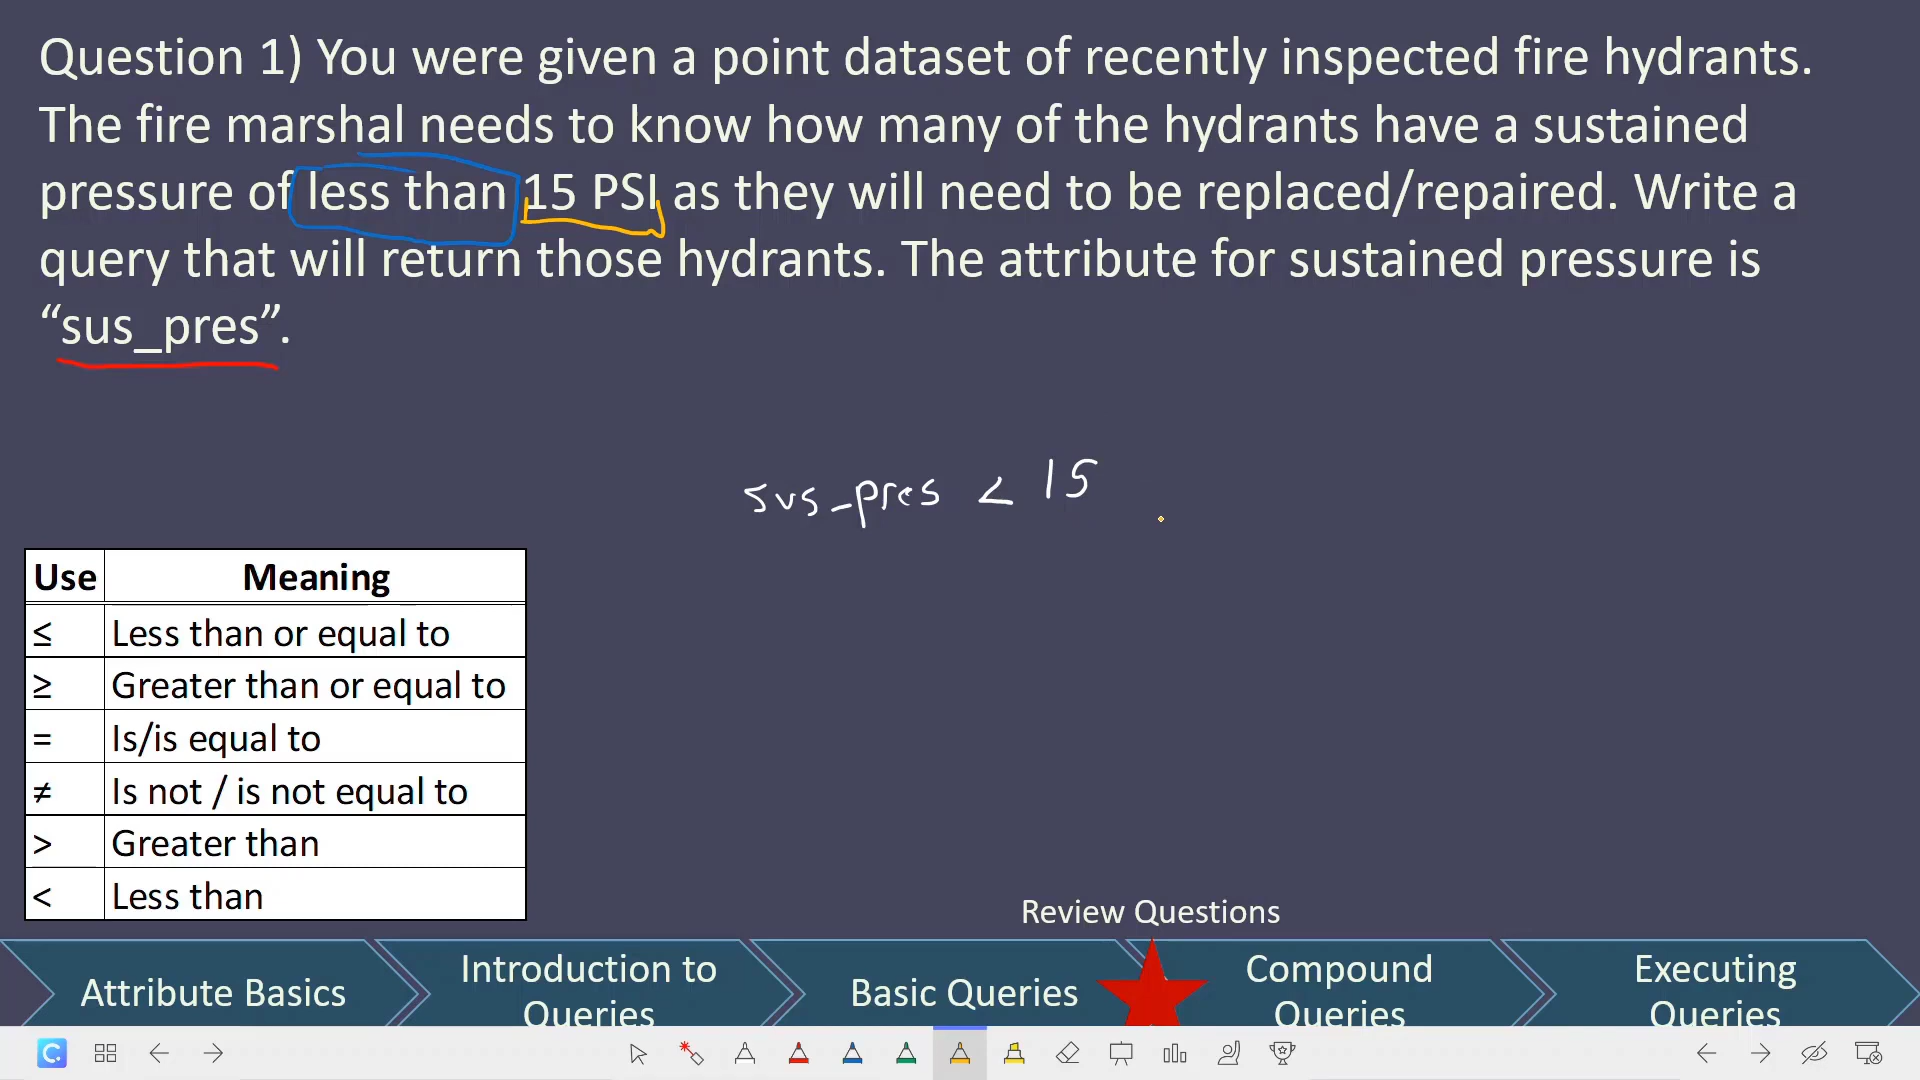 Question 1) You were given a point dataset of recently inspected fire hydrants.
The fire marshal needs to know how many of the hydrants have a sustained
pressure of less than 15 PSI as they will need to be replaced/repaired. Write a
query that will return those hydrants. The attribute for sustained pressure is
“sus_pres”.
sus_pres < 15
Use Meaning
≤ Less than or equal to
≥ Greater than or equal to
= Is/is equal to
≠ Is not / is not equal to
> Greater than
< Less than
Review Questions
Attribute Basics
Introduction to
Queries
Basic Queries
Compound
Queries
Executing
Queries